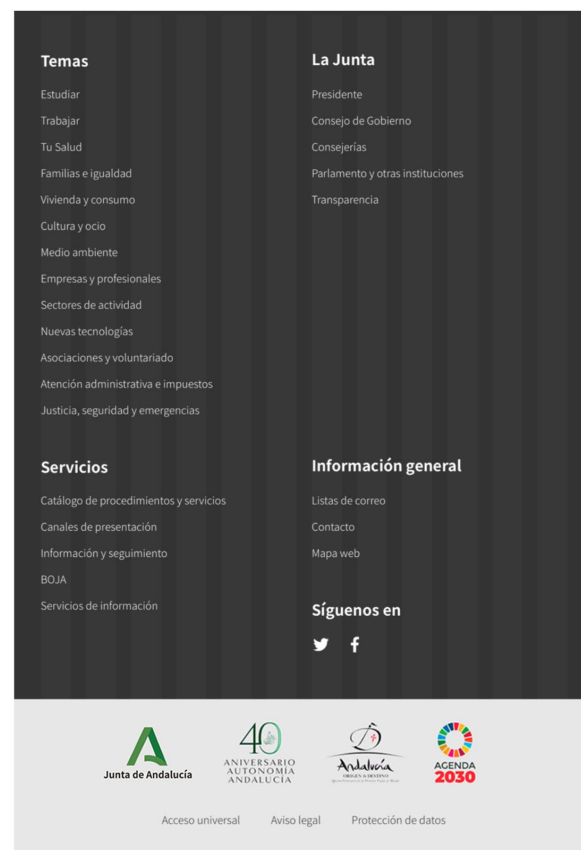 Temas
Estudiar
Trabajar
Tu Salud
Familias e igualdad
Vivienda y consumo
Cultura y ocio
Medio ambiente
Empresas y profesionales
Sectores de actividad
Nuevas tecnologías
Asociaciones y voluntariado
Atención administrativa e impuestos
Justicia, seguridad y emergencias
La Junta
Presidente
Consejo de Gobierno
Consejerías
Parlamento y otras instituciones
Transparencia
Servicios
Catálogo de procedimientos y servicios
Canales de presentación
Información y seguimiento
BOJA
Servicios de información
Información general
Listas de correo
Contacto
Mapa web
Síguenos en
Junta de Andalucía
40
ANIVERSARIO
AUTONOMÍA
ANDALUCÍA
Andalucía
ORIGEN & DESTINO
AGENDA
2030
Acceso universal
Aviso legal
Protección de datos